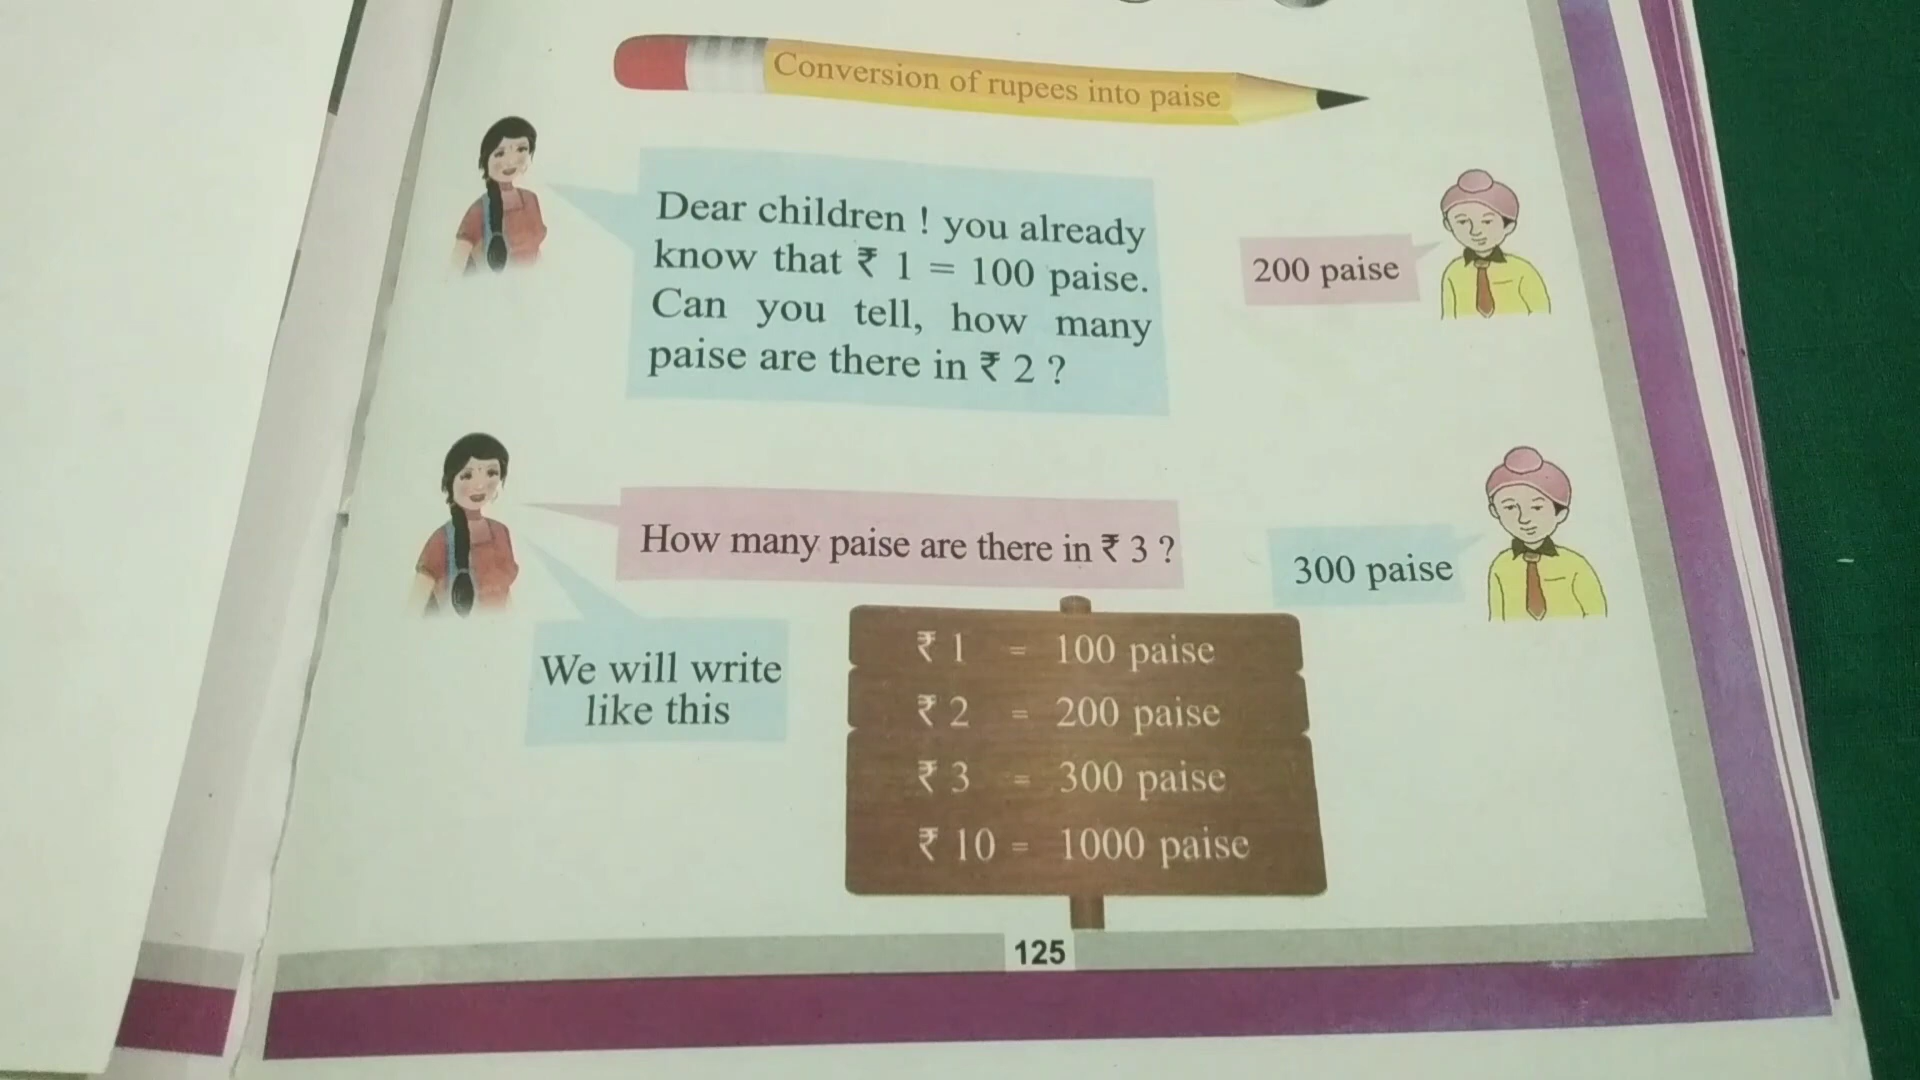 Conversion of rupees into paise
Dear children ! you already
know that ₹ 1 = 100 paise.
Can you tell, how many
paise are there in ₹ 2 ?
200 paise
How many paise are there in ₹ 3 ?
300 paise
We will write
like this
₹ 1 = 100 paise
₹ 2 = 200 paise
₹ 3 = 300 paise
₹ 10 = 1000 paise
125